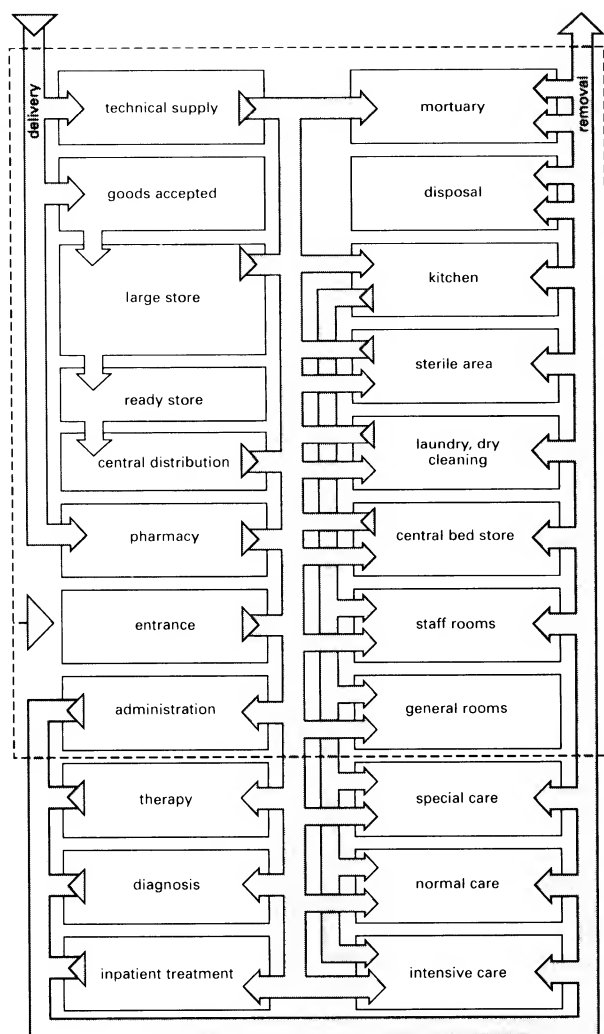 delivery
removal
technical supply
mortuary
goods accepted
disposal
large store
kitchen
sterile area
ready store
central distribution
laundry, dry
cleaning
pharmacy
central bed store
entrance
staff rooms
administration
general rooms
therapy
special care
diagnosis
normal care
inpatient treatment
intensive care